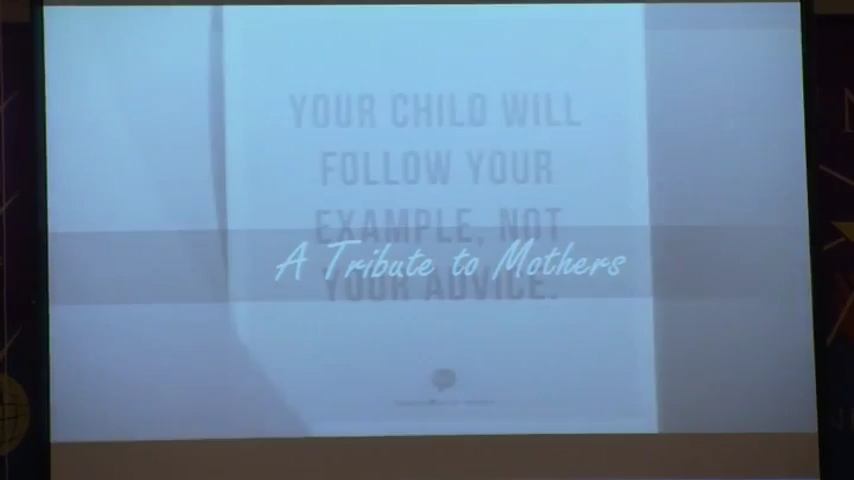 YOUR CHILD WILL
FOLLOW YOUR
EXAMPLE, NOT
A Tribute to Mothers
YOUR ADVICE.